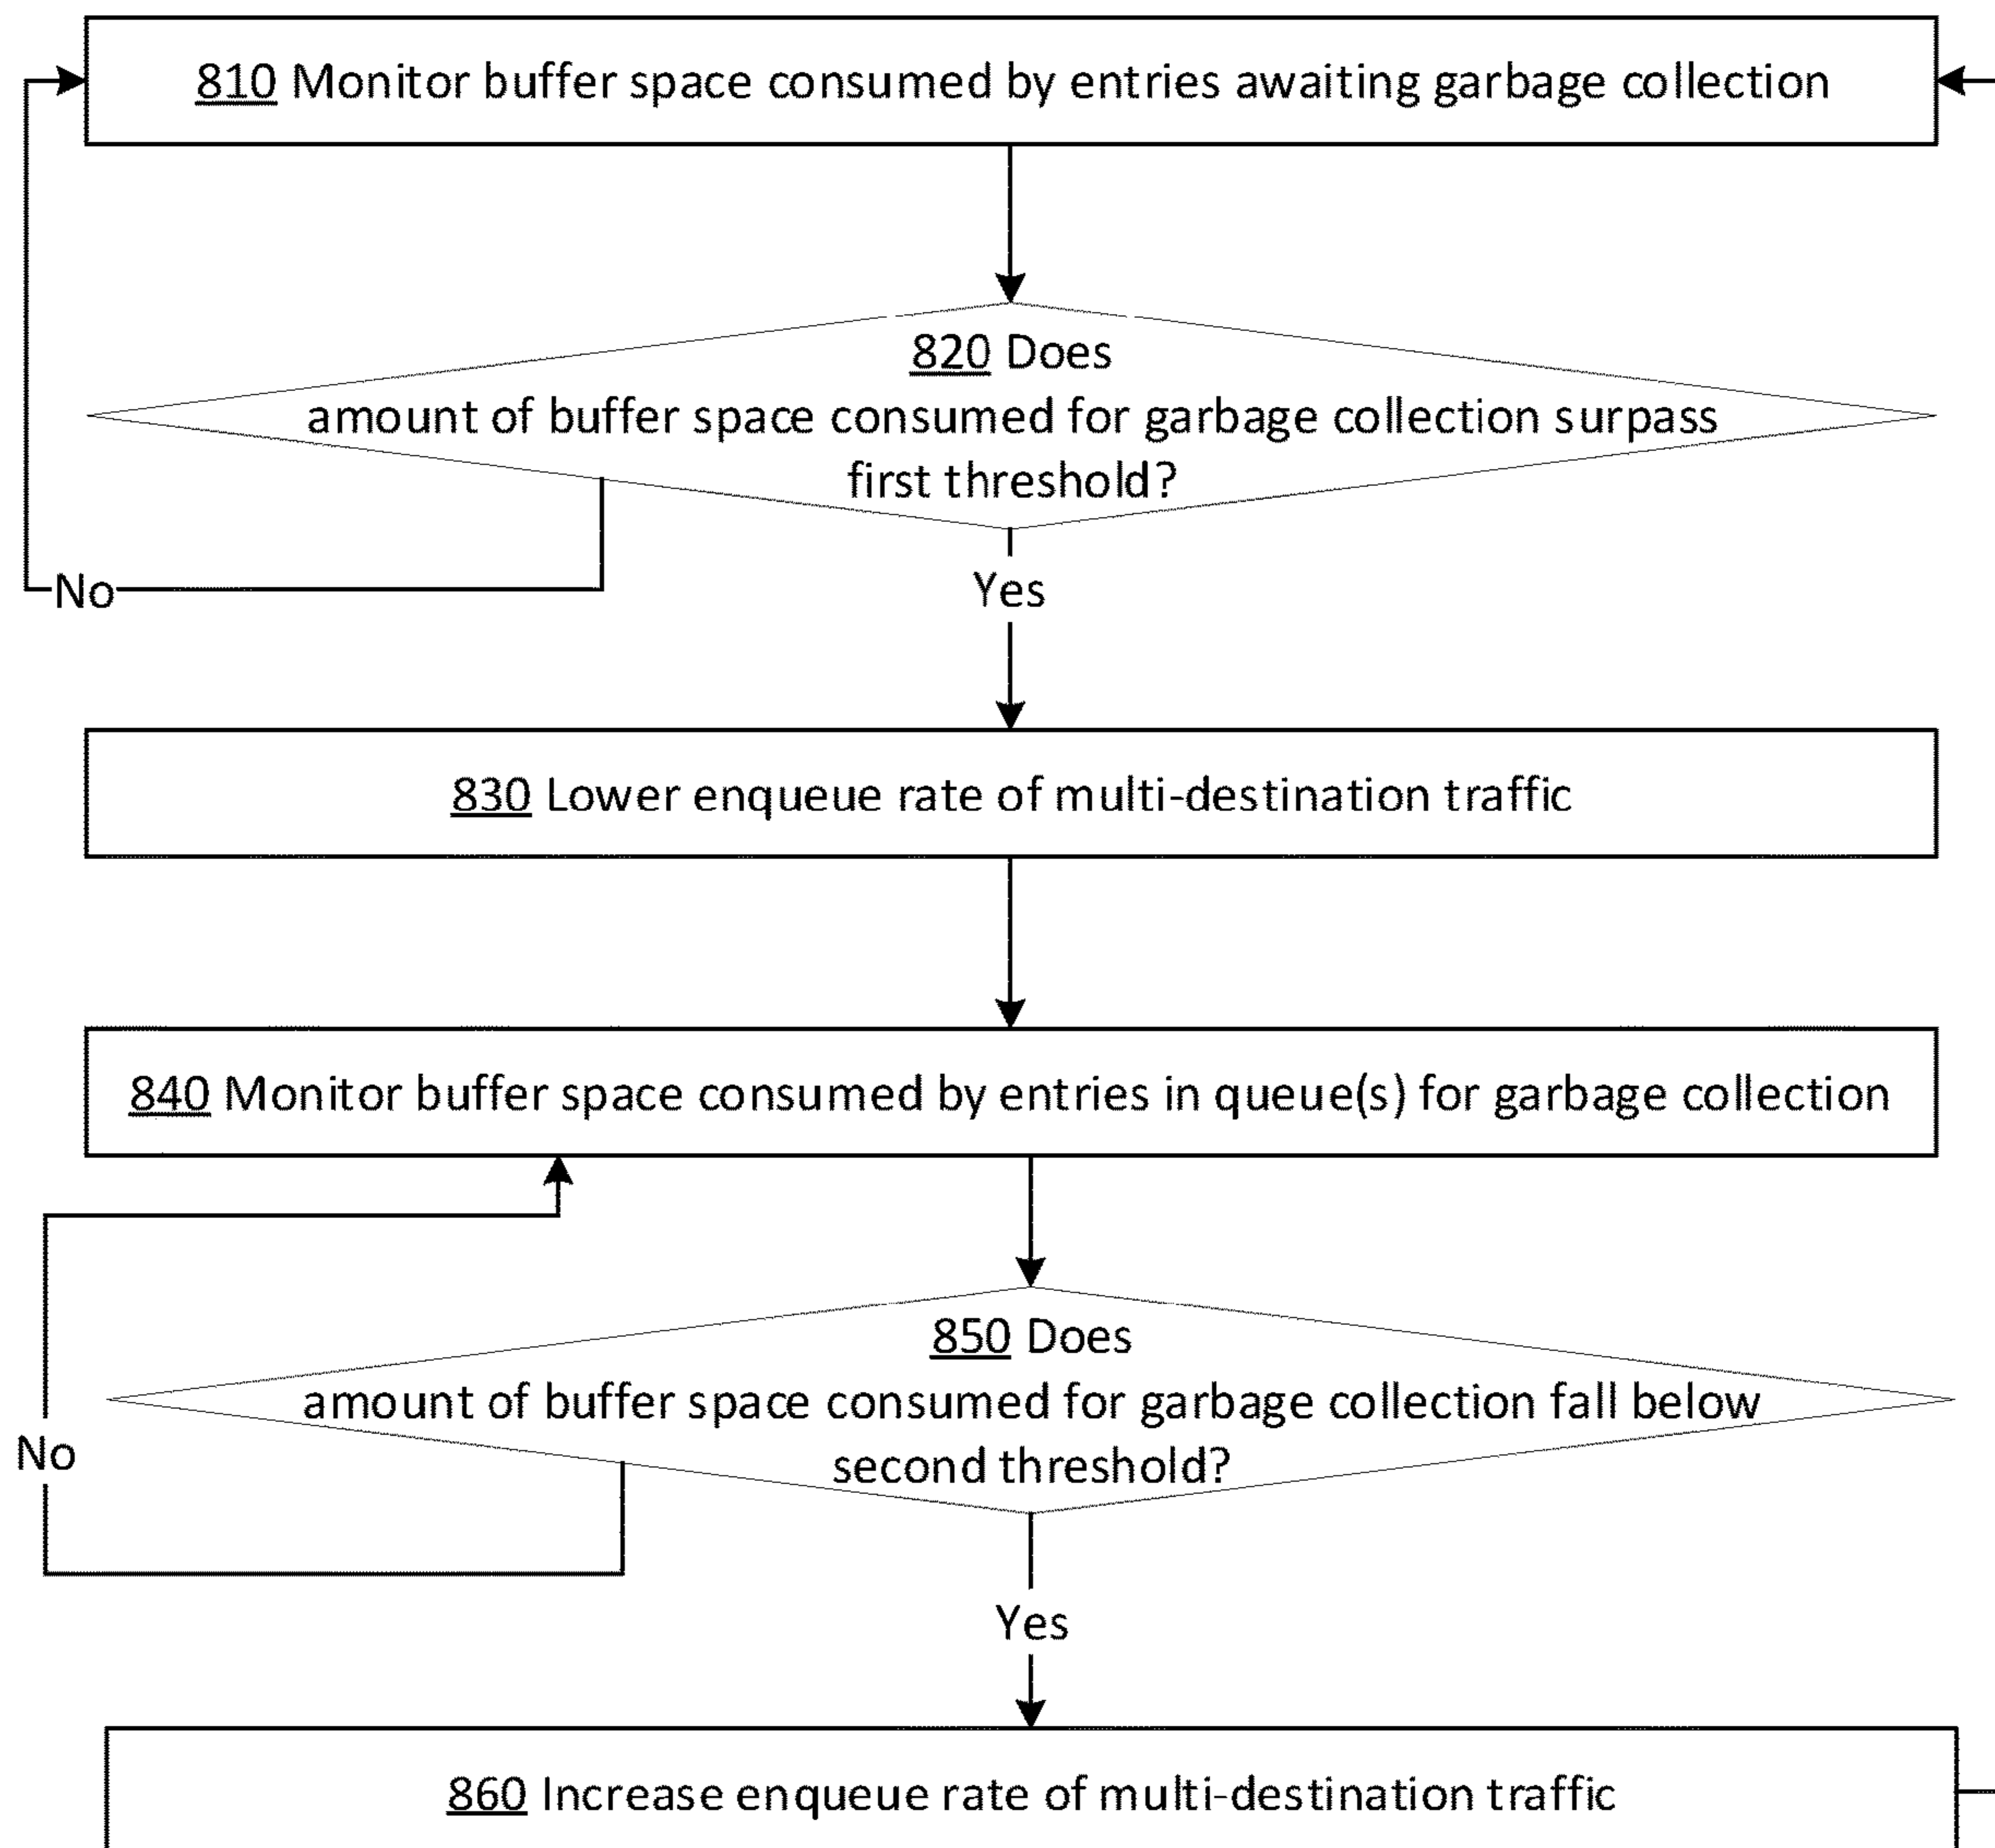 810 Monitor buffer space consumed by entries awaiting garbage collection
820 Does
amount of buffer space consumed for garbage collection surpass
first threshold?
No
Yes
830 Lower enqueue rate of multi-destination traffic
840 Monitor buffer space consumed by entries in queue(s) for garbage collection
850 Does
amount of buffer space consumed for garbage collection fall below
second threshold?
No
Yes
860 Increase enqueue rate of multi-destination traffic